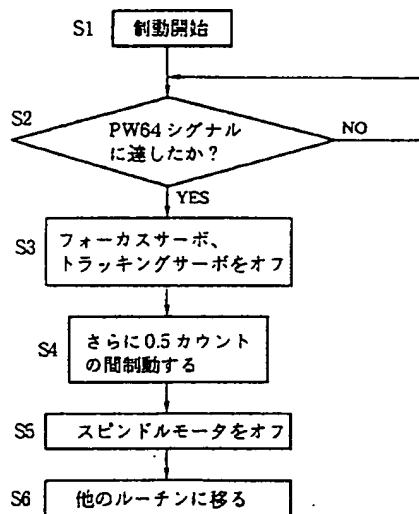 S1 制動開始
S2 PW64 シグナル
に達したか？
NO
YES
S3 フォーカスサーボ、
トラッキングサーボをオフ
S4 さらに 0.5 カウント
の間制動する
S5 スピンドルモータをオフ
S6 他のルーチンに移る